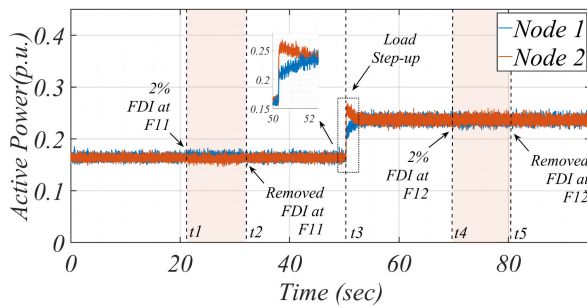 Active Power(p.u.)
0.4
0.3
0.2
0.1
0
0
20
40
60
80
Time (sec)
Node 1
Node 2
2%
FDI at
F11
Removed
FDI at
F11
Load
Step-up
2%
FDI at
F12
Removed
FDI at
F12
t1
t2
t3
t4
t5
0.25
0.2
0.15
50
52